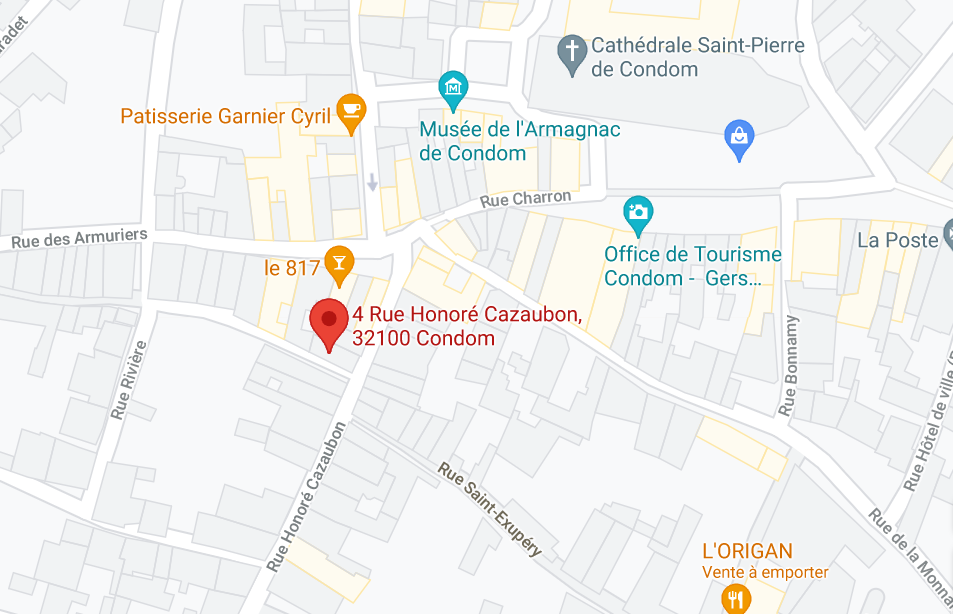 Cathédrale Saint-Pierre
de Condom
Patisserie Garnier Cyril
Musée de l'Armagnac
de Condom
Rue Charron
Rue des Armuriers
La Poste
Office de Tourisme
Condom - Gers...
le 817
4 Rue Honoré Cazaubon,
32100 Condom
Rue Rivière
Rue Bonnamy
Rue Hôtel de ville
Rue Honoré Cazaubon
Rue Saint-Exupéry
Rue de la Monna
L'ORIGAN
Vente à emporter